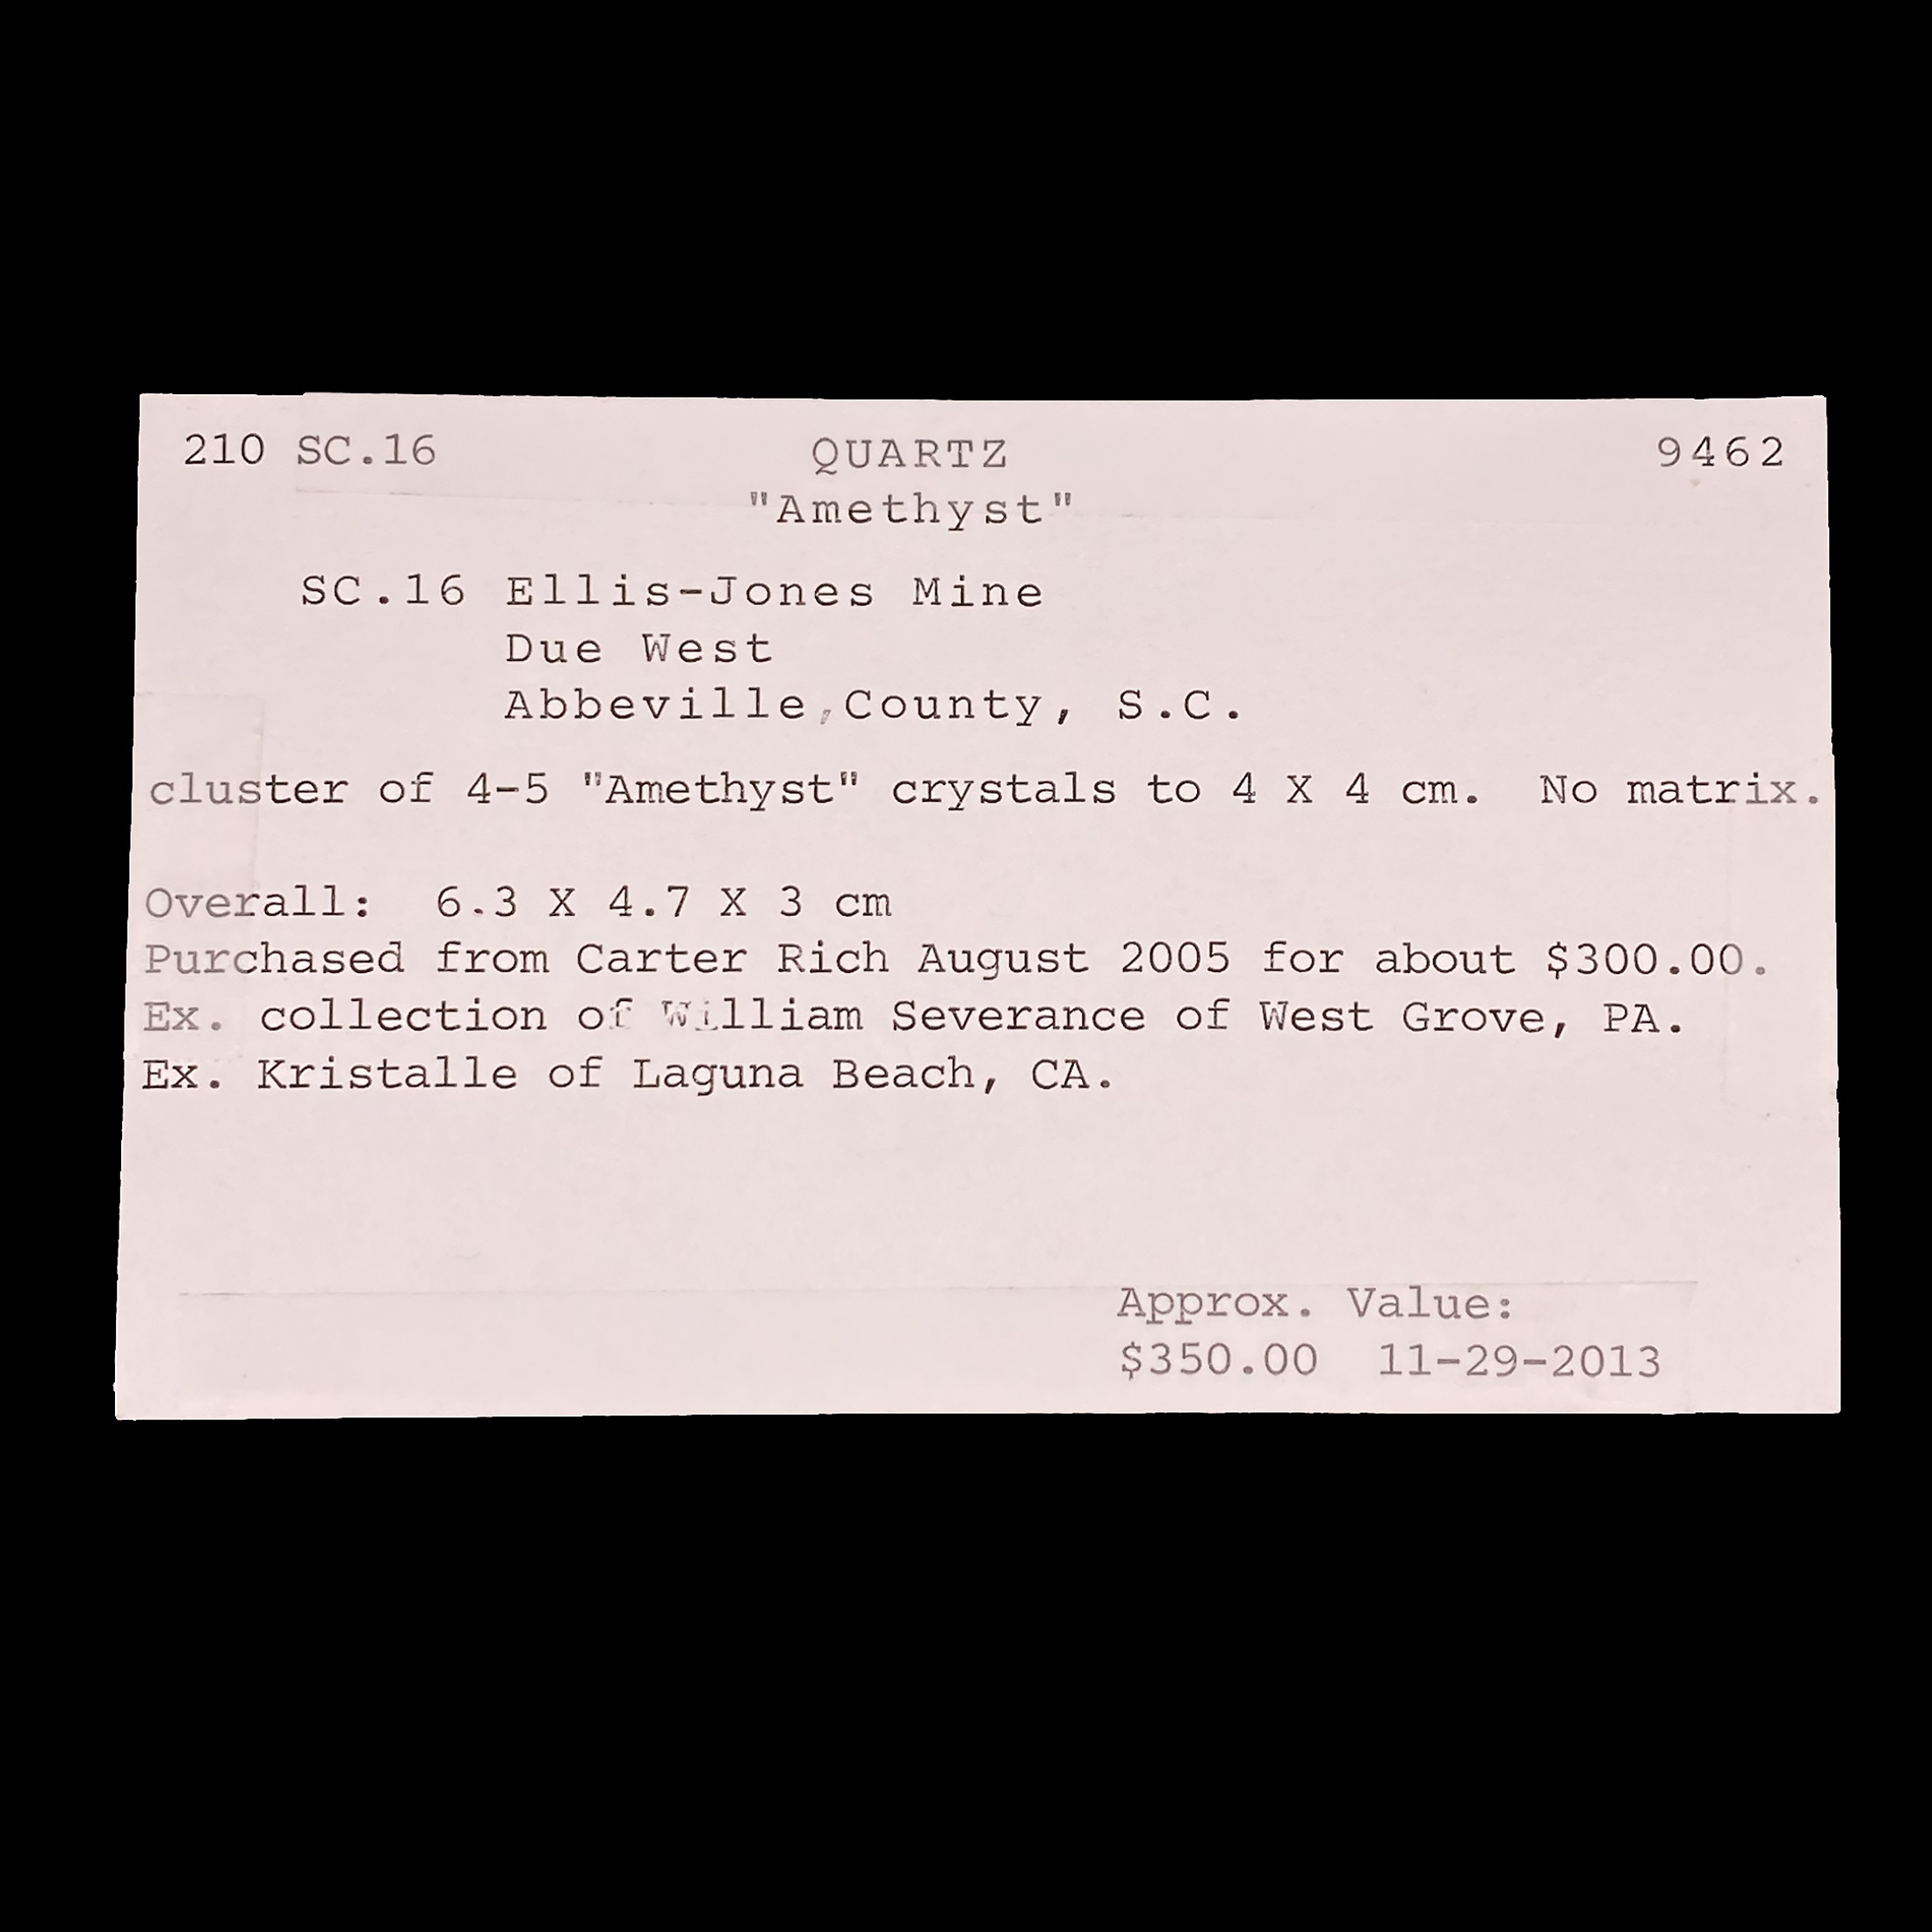 210 SC.16 QUARTZ 9462
"Amethyst"
SC.16 Ellis-Jones Mine
Due West
Abbeville,County, S.C.
cluster of 4-5 "Amethyst" crystals to 4 X 4 cm. No matrix.
Overall: 6.3 X 4.7 X 3 cm
Purchased from Carter Rich August 2005 for about $300.00.
Ex. collection of William Severance of West Grove, PA.
Ex. Kristalle of Laguna Beach, CA.
Approx. Value:
$350.00 11-29-2013